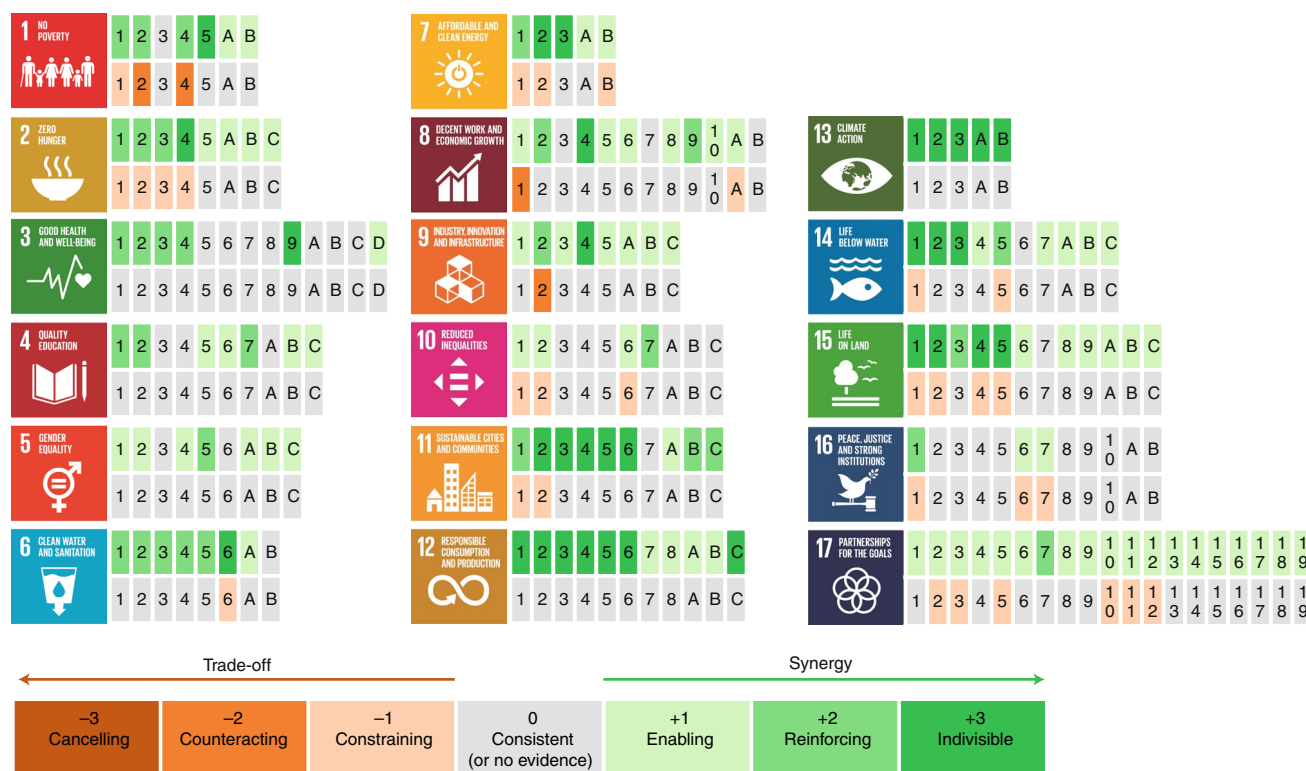 1 NO
POVERTY
1 2 3 4 5 A B
1 2 3 4 5 A B
2 ZERO
HUNGER
1 2 3 4 5 A B C
1 2 3 4 5 A B C
3 GOOD HEALTH
AND WELL-BEING
1 2 3 4 5 6 7 8 9 A B C D
1 2 3 4 5 6 7 8 9 A B C D
4 QUALITY
EDUCATION
1 2 3 4 5 6 7 A B C
1 2 3 4 5 6 7 A B C
5 GENDER
EQUALITY
1 2 3 4 5 6 A B C
1 2 3 4 5 6 A B C
6 CLEAN WATER
AND SANITATION
1 2 3 4 5 6 A B
1 2 3 4 5 6 A B
7 AFFORDABLE AND
CLEAN ENERGY
1 2 3 A B
1 2 3 A B
8 DECENT WORK AND
ECONOMIC GROWTH
1 2 3 4 5 6 7 8 9 10 A B
1 2 3 4 5 6 7 8 9 10 A B
9 INDUSTRY, INNOVATION
AND INFRASTRUCTURE
1 2 3 4 5 A B C
1 2 3 4 5 A B C
10 REDUCED
INEQUALITIES
1 2 3 4 5 6 7 A B C
1 2 3 4 5 6 7 A B C
11 SUSTAINABLE CITIES
AND COMMUNITIES
1 2 3 4 5 6 7 A B C
1 2 3 4 5 6 7 A B C
12 RESPONSIBLE
CONSUMPTION
AND PRODUCTION
1 2 3 4 5 6 7 8 A B C
1 2 3 4 5 6 7 8 A B C
13 CLIMATE
ACTION
1 2 3 A B
1 2 3 A B
14 LIFE
BELOW WATER
1 2 3 4 5 6 7 A B C
1 2 3 4 5 6 7 A B C
15 LIFE
ON LAND
1 2 3 4 5 6 7 8 9 A B C
1 2 3 4 5 6 7 8 9 A B C
16 PEACE, JUSTICE
AND STRONG
INSTITUTIONS
1 2 3 4 5 6 7 8 9 10 A B
1 2 3 4 5 6 7 8 9 10 A B
17 PARTNERSHIPS
FOR THE GOALS
1 2 3 4 5 6 7 8 9 10 11 12 13 14 15 16 17 18 19
1 2 3 4 5 6 7 8 9 10 11 12 13 14 15 16 17 18 19
Trade-off
Synergy
–3
Cancelling
–2
Counteracting
–1
Constraining
0
Consistent
(or no evidence)
+1
Enabling
+2
Reinforcing
+3
Indivisible